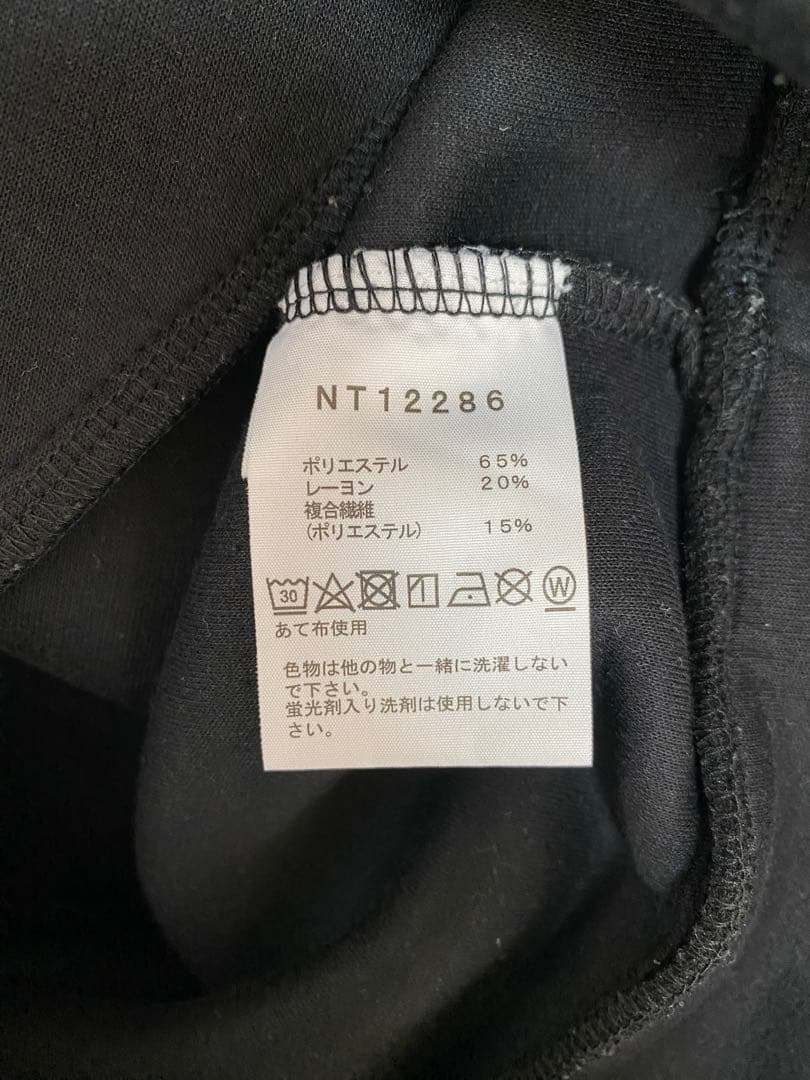 NT12286
ポリエステル 65%
レーヨン 20%
複合繊維
(ポリエステル) 15%
30 W
あて布使用
色物は他の物と一緒に洗濯しない
で下さい。
蛍光剤入り洗剤は使用しないで下
さい。